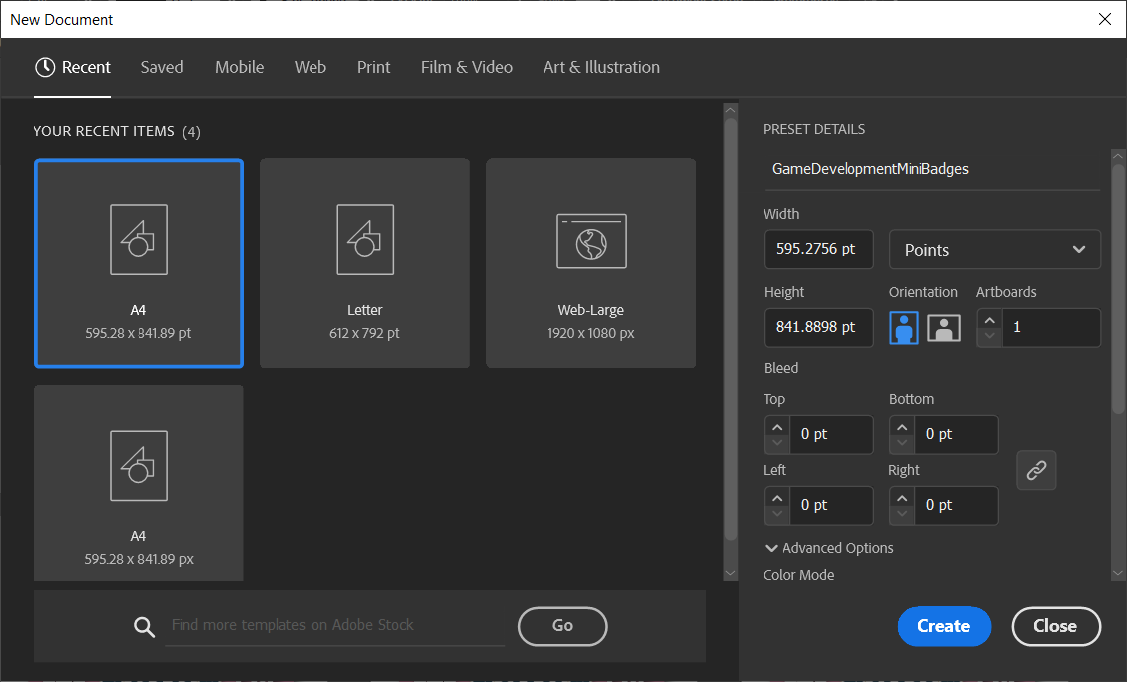 New Document
Recent Saved Mobile Web Print Film & Video Art & Illustration
YOUR RECENT ITEMS (4)
A4
595.28 x 841.89 pt
Letter
612 x 792 pt
Web-Large
1920 x 1080 px
A4
595.28 x 841.89 px
Find more templates on Adobe Stock
Go
PRESET DETAILS
GameDevelopmentMiniBadges
Width
595.2756 pt Points
Height Orientation Artboards
841.8898 pt 1
Bleed
Top Bottom
0 pt 0 pt
Left Right
0 pt 0 pt
Advanced Options
Color Mode
Create Close